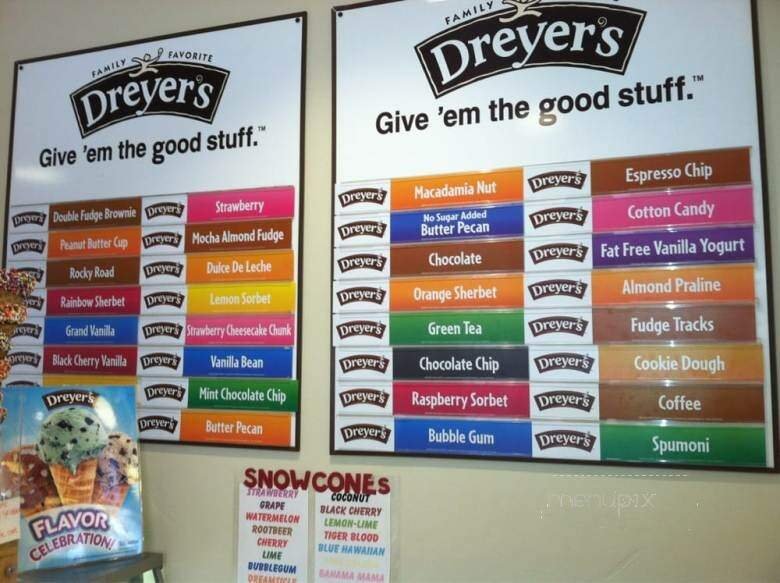 FAMILY FAVORITE
Dreyer's
Give 'em the good stuff.™
Dreyer's Double Fudge Brownie Dreyer's Strawberry
Dreyer's Peanut Butter Cup Dreyer's Mocha Almond Fudge
Dreyer's Rocky Road Dreyer's Dulce De Leche
Dreyer's Rainbow Sherbet Dreyer's Lemon Sorbet
Dreyer's Grand Vanilla Dreyer's Strawberry Cheesecake Chunk
Dreyer's Black Cherry Vanilla Dreyer's Vanilla Bean
Dreyer's Mint Chocolate Chip
Dreyer's Butter Pecan
FAMILY
Dreyer's
Give 'em the good stuff.™
Dreyer's Macadamia Nut Dreyer's Espresso Chip
Dreyer's No Sugar Added
Butter Pecan Dreyer's Cotton Candy
Dreyer's Chocolate Dreyer's Fat Free Vanilla Yogurt
Dreyer's Orange Sherbet Dreyer's Almond Praline
Dreyer's Green Tea Dreyer's Fudge Tracks
Dreyer's Chocolate Chip Dreyer's Cookie Dough
Dreyer's Raspberry Sorbet Dreyer's Coffee
Dreyer's Bubble Gum Dreyer's Spumoni
Dreyer's
FLAVOR
CELEBRATION!
SNOWCONES
STRAWBERRY
GRAPE
WATERMELON
ROOTBEER
CHERRY
LIME
BUBBLEGUM
DREAMSICLE
COCONUT
BLACK CHERRY
LEMON-LIME
TIGER BLOOD
BLUE HAWAIIAN
BAHAMA MAMA
menupix